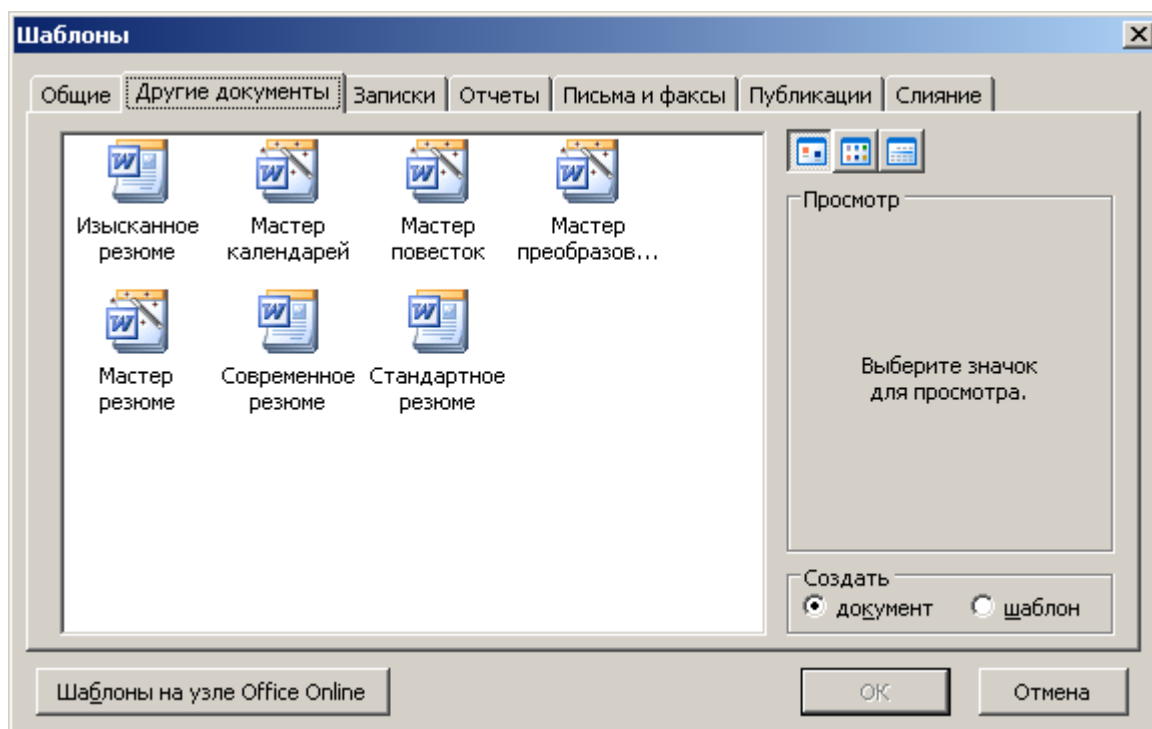 Шаблоны
Общие
Другие документы
Записки
Отчеты
Письма и факсы
Публикации
Слияние
Изысканное
резюме
Мастер
календарей
Мастер
повесток
Мастер
преобразов...
Мастер
резюме
Современное
резюме
Стандартное
резюме
Просмотр
Выберите значок
для просмотра.
Создать
документ
шаблон
Шаблоны на узле Office Online
ОК
Отмена